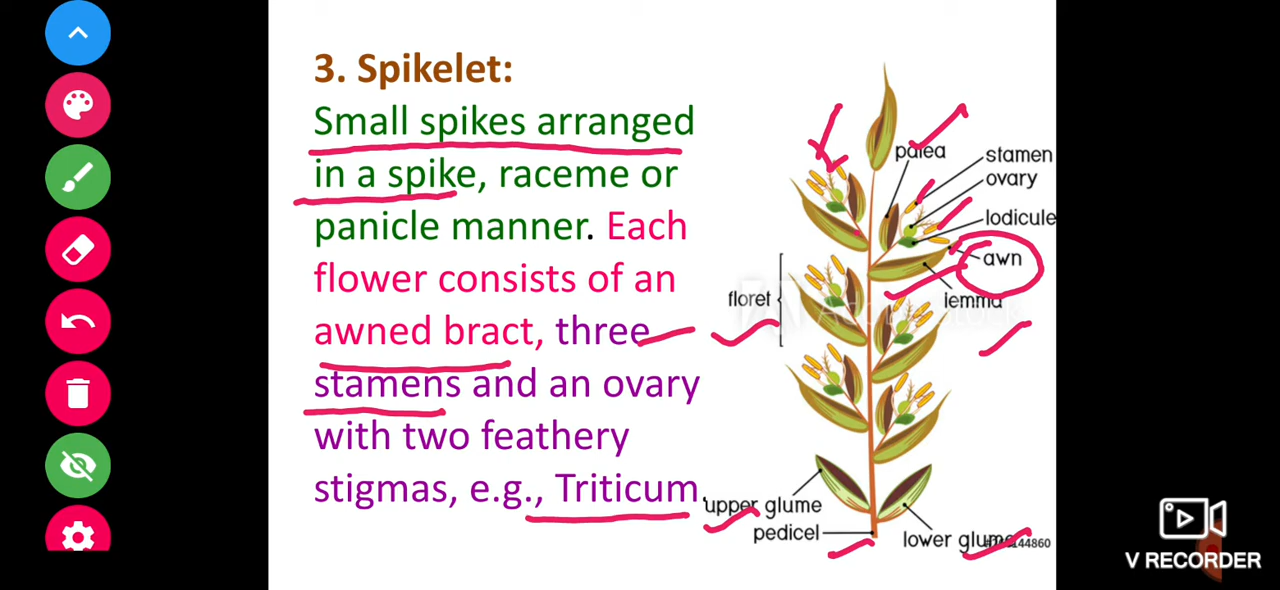 3. Spikelet:
Small spikes arranged
in a spike, raceme or
panicle manner. Each
flower consists of an
awned bract, three
stamens and an ovary
with two feathery
stigmas, e.g., Triticum.
palea
stamen
ovary
lodicule
awn
lemma
floret
upper glume
pedicel
lower glume
V RECORDER